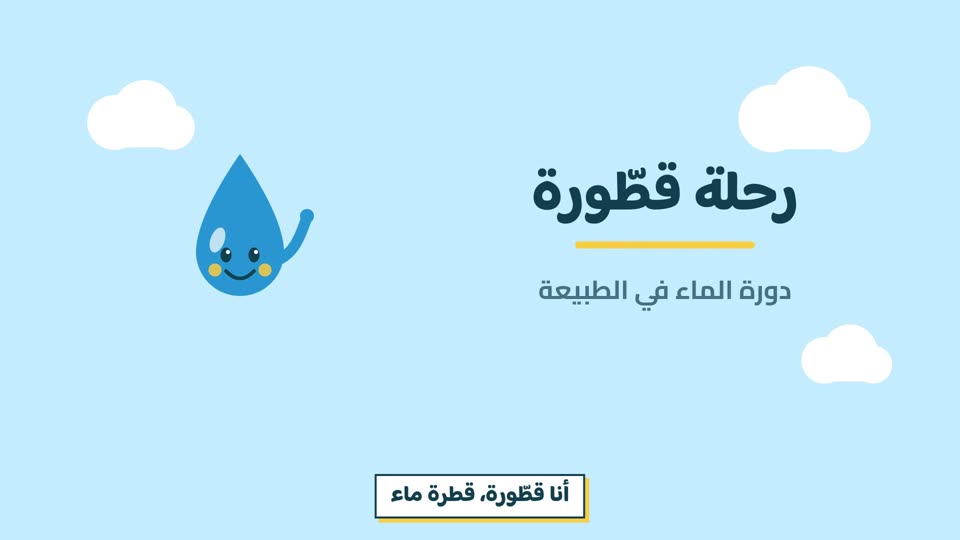 رحلة قطّورة
دورة الماء في الطبيعة
أنا قطّورة، قطرة ماء